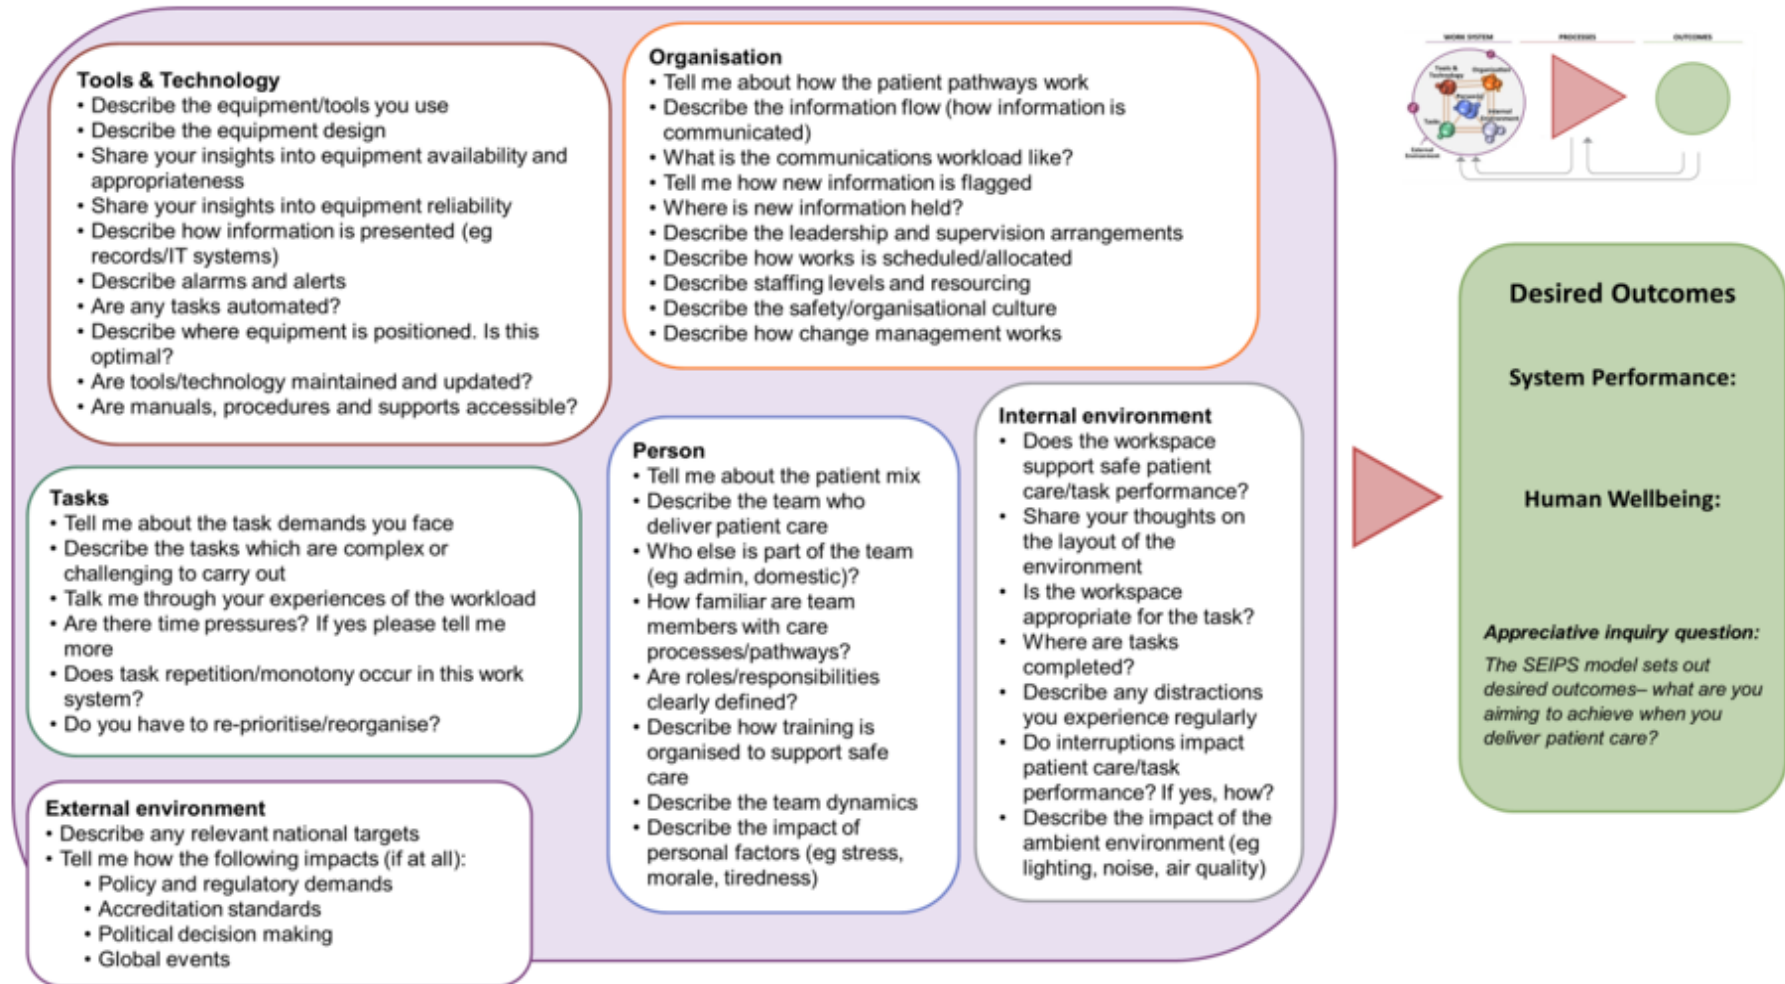 Tools & Technology
• Describe the equipment/tools you use
• Describe the equipment design
• Share your insights into equipment availability and
appropriateness
• Share your insights into equipment reliability
• Describe how information is presented (eg
records/IT systems)
• Describe alarms and alerts
• Are any tasks automated?
• Describe where equipment is positioned. Is this
optimal?
• Are tools/technology maintained and updated?
• Are manuals, procedures and supports accessible?
Organisation
• Tell me about how the patient pathways work
• Describe the information flow (how information is
communicated)
• What is the communications workload like?
• Tell me how new information is flagged
• Where is new information held?
• Describe the leadership and supervision arrangements
• Describe how works is scheduled/allocated
• Describe staffing levels and resourcing
• Describe the safety/organisational culture
• Describe how change management works
Tasks
• Tell me about the task demands you face
• Describe the tasks which are complex or
challenging to carry out
• Talk me through your experiences of the workload
• Are there time pressures? If yes please tell me
more
• Does task repetition/monotony occur in this work
system?
• Do you have to re-prioritise/reorganise?
Person
• Tell me about the patient mix
• Describe the team who
deliver patient care
• Who else is part of the team
(eg admin, domestic)?
• How familiar are team
members with care
processes/pathways?
• Are roles/responsibilities
clearly defined?
• Describe how training is
organised to support safe
care
• Describe the team dynamics
• Describe the impact of
personal factors (eg stress,
morale, tiredness)
Internal environment
• Does the workspace
support safe patient
care/task performance?
• Share your thoughts on
the layout of the
environment
• Is the workspace
appropriate for the task?
• Where are tasks
completed?
• Describe any distractions
you experience regularly
• Do interruptions impact
patient care/task
performance? If yes, how?
• Describe the impact of the
ambient environment (eg
lighting, noise, air quality)
External environment
• Describe any relevant national targets
• Tell me how the following impacts (if at all):
• Policy and regulatory demands
• Accreditation standards
• Political decision making
• Global events
WORK SYSTEM
PROCESSES
OUTCOMES
Tools &
Technology
Organisation
Person(s)
Tasks
Internal
Environment
External
Environment
Desired Outcomes
System Performance:
Human Wellbeing:
Appreciative inquiry question:
The SEIPS model sets out
desired outcomes– what are you
aiming to achieve when you
deliver patient care?